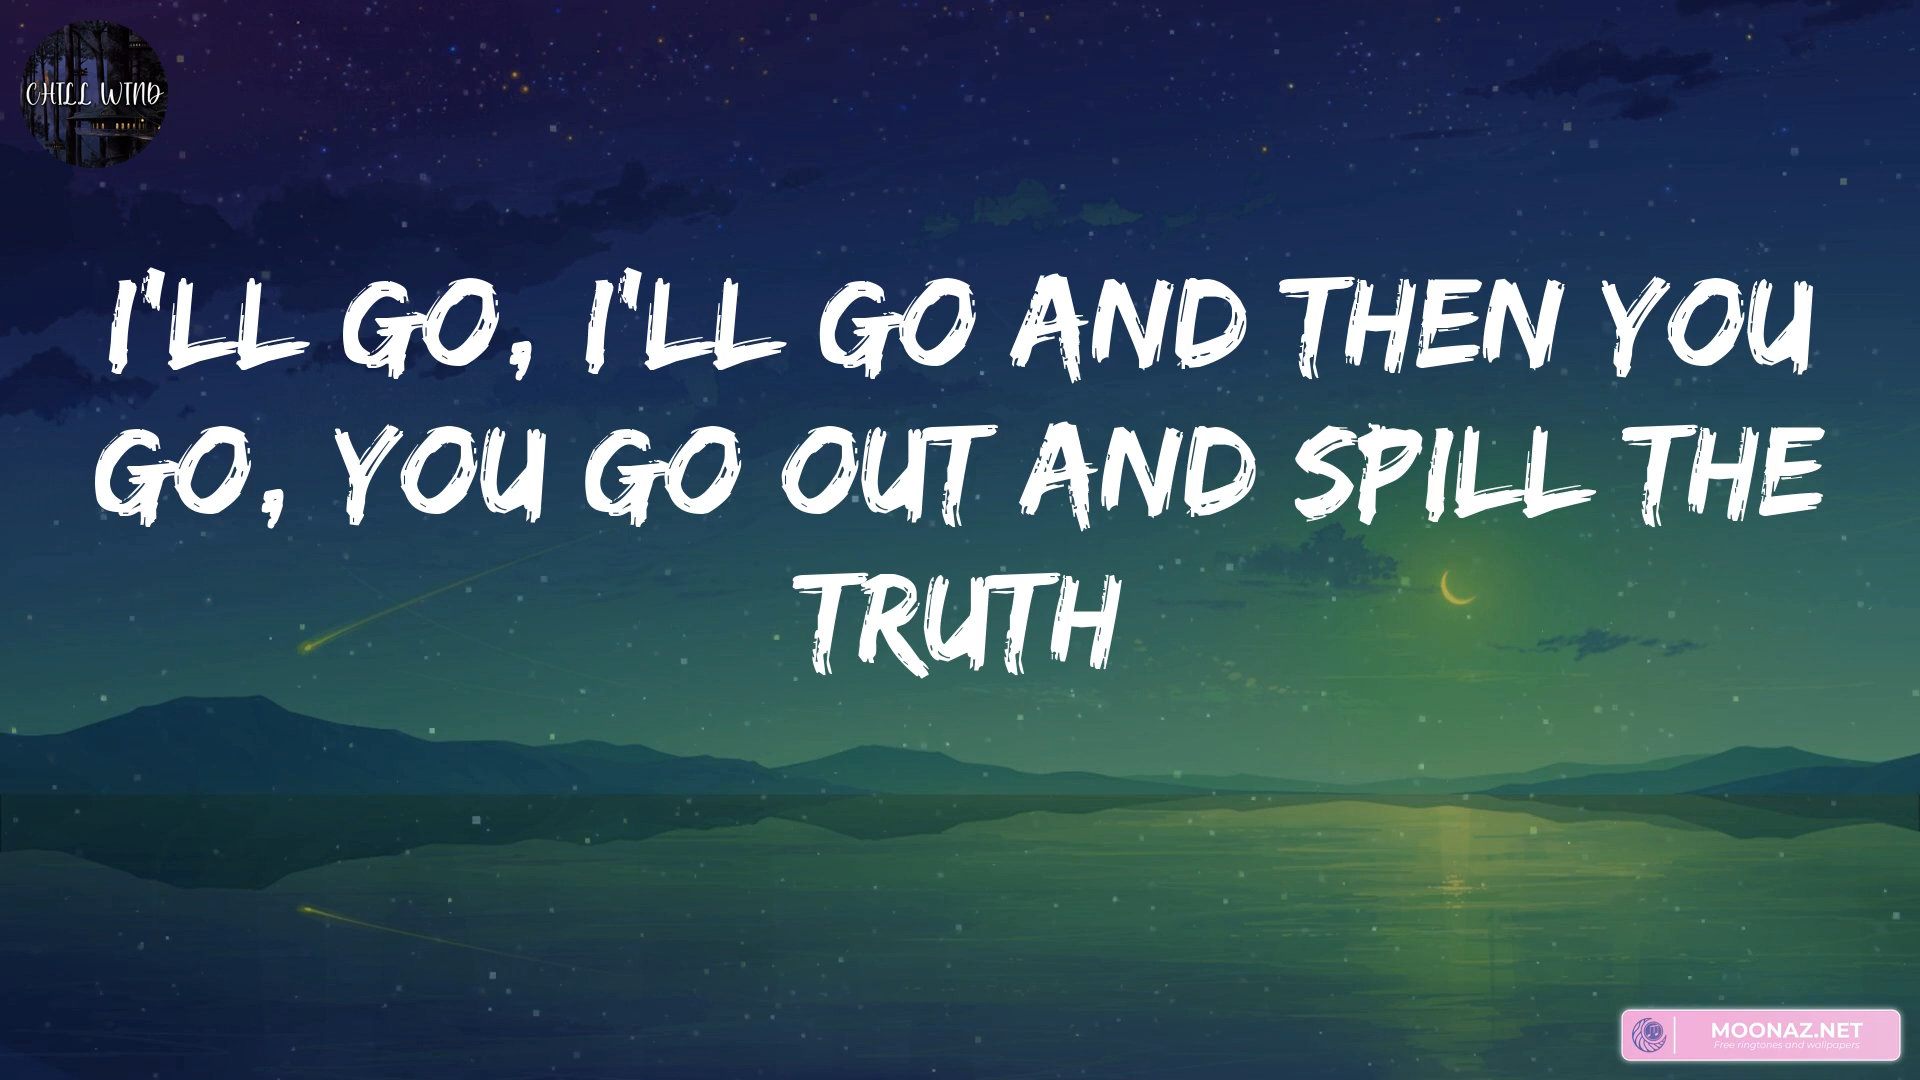 CHILL WIND
I'LL GO, I'LL GO AND THEN YOU
GO, YOU GO OUT AND SPILL THE
TRUTH
MOONAZ.NET
Free ringtones and wallpapers